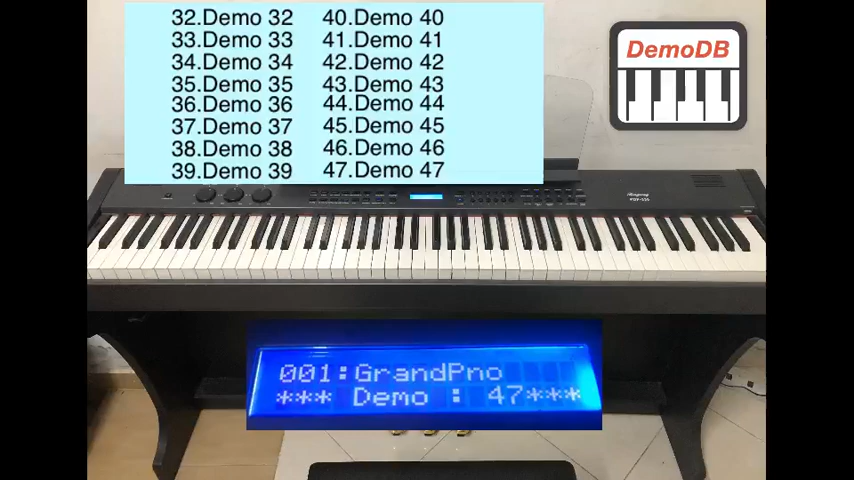 32.Demo 32 40.Demo 40
33.Demo 33 41.Demo 41
34.Demo 34 42.Demo 42
35.Demo 35 43.Demo 43
36.Demo 36 44.Demo 44
37.Demo 37 45.Demo 45
38.Demo 38 46.Demo 46
39.Demo 39 47.Demo 47
DemoDB
001:GrandPno
*** Demo : 47***